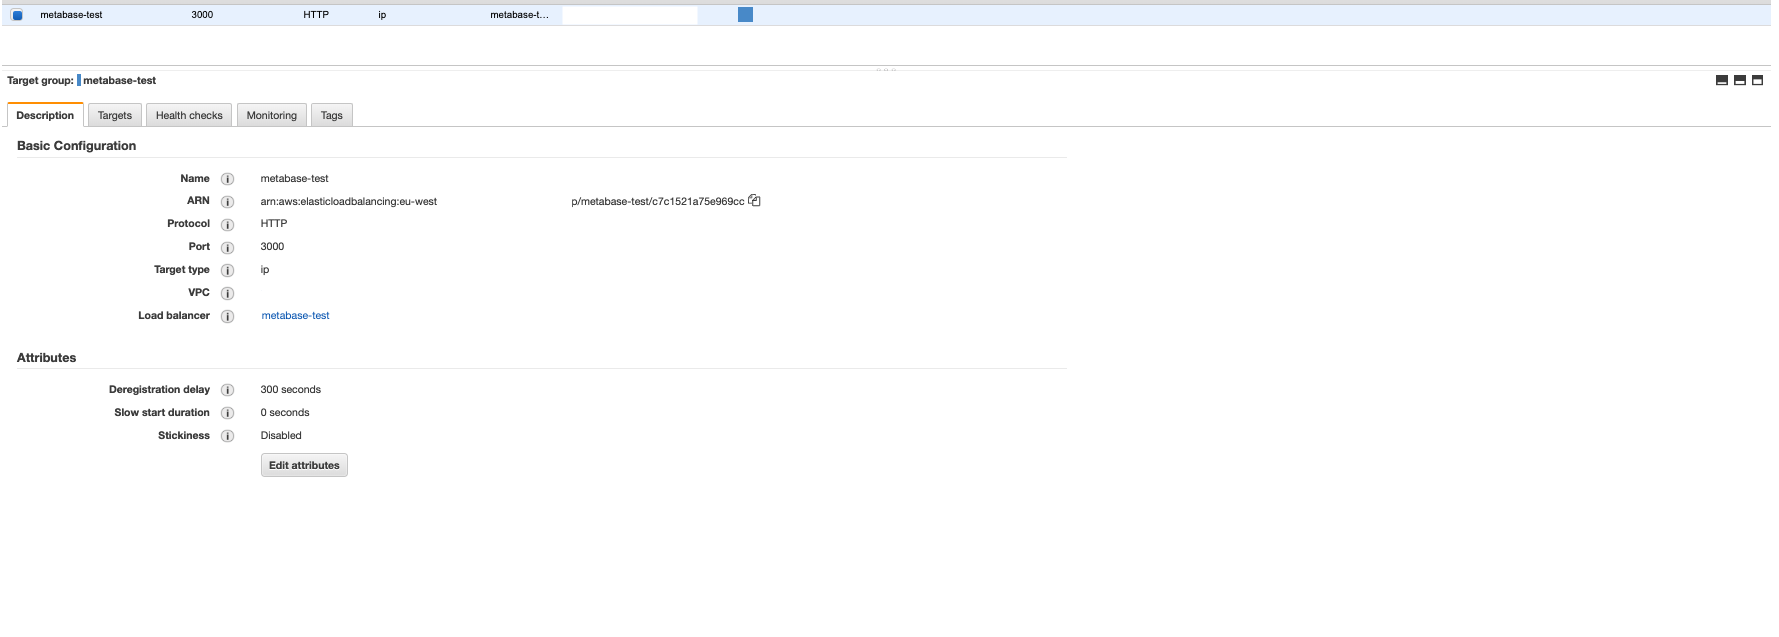 metabase-test 3000 HTTP ip metabase-t...
Target group: metabase-test
Description Targets Health checks Monitoring Tags
Basic Configuration
Name i metabase-test
ARN i arn:aws:elasticloadbalancing:eu-west p/metabase-test/c7c1521a75e969cc
Protocol i HTTP
Port i 3000
Target type i ip
VPC i
Load balancer i metabase-test
Attributes
Deregistration delay i 300 seconds
Slow start duration i 0 seconds
Stickiness i Disabled
Edit attributes